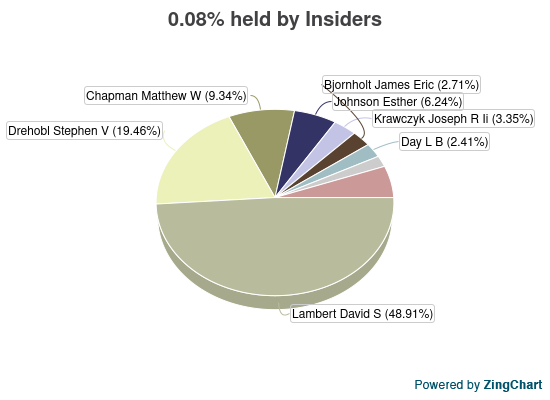 0.08% held by Insiders
Bjornholt James Eric (2.71%)
Chapman Matthew W (9.34%)
Johnson Esther (6.24%)
Krawczyk Joseph R Ii (3.35%)
Drehobl Stephen V (19.46%)
Day L B (2.41%)
Lambert David S (48.91%)
Powered by ZingChart